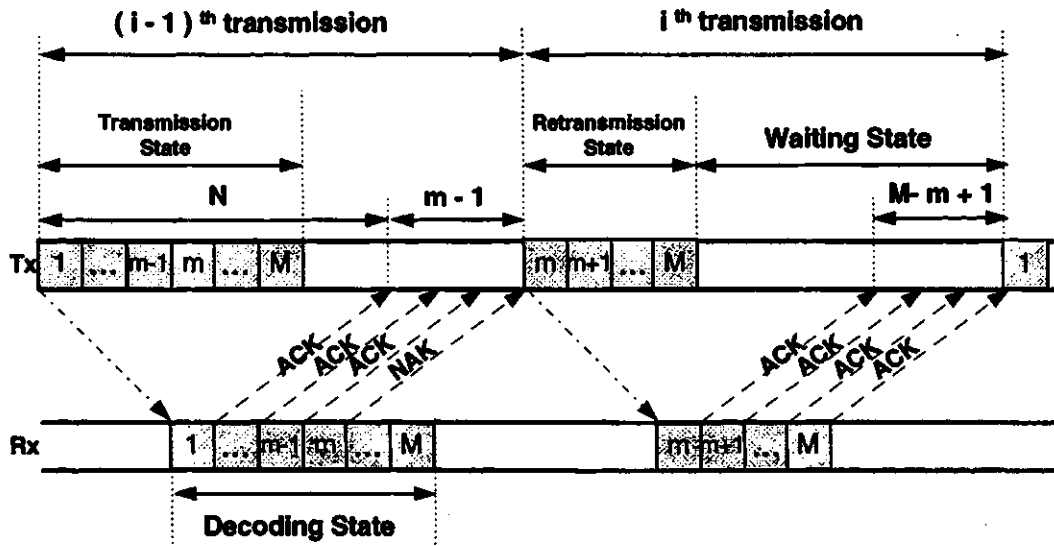 ( i - 1 ) th transmission
i th transmission
Transmission State
Retransmission State
Waiting State
N
m - 1
M- m + 1
Tx
1 ... m-1 m ... M
m m+1 ... M
1
ACK ACK ACK NAK
ACK ACK ACK ACK
Rx
1 ... m-1 m ... M
m m+1 ... M
Decoding State